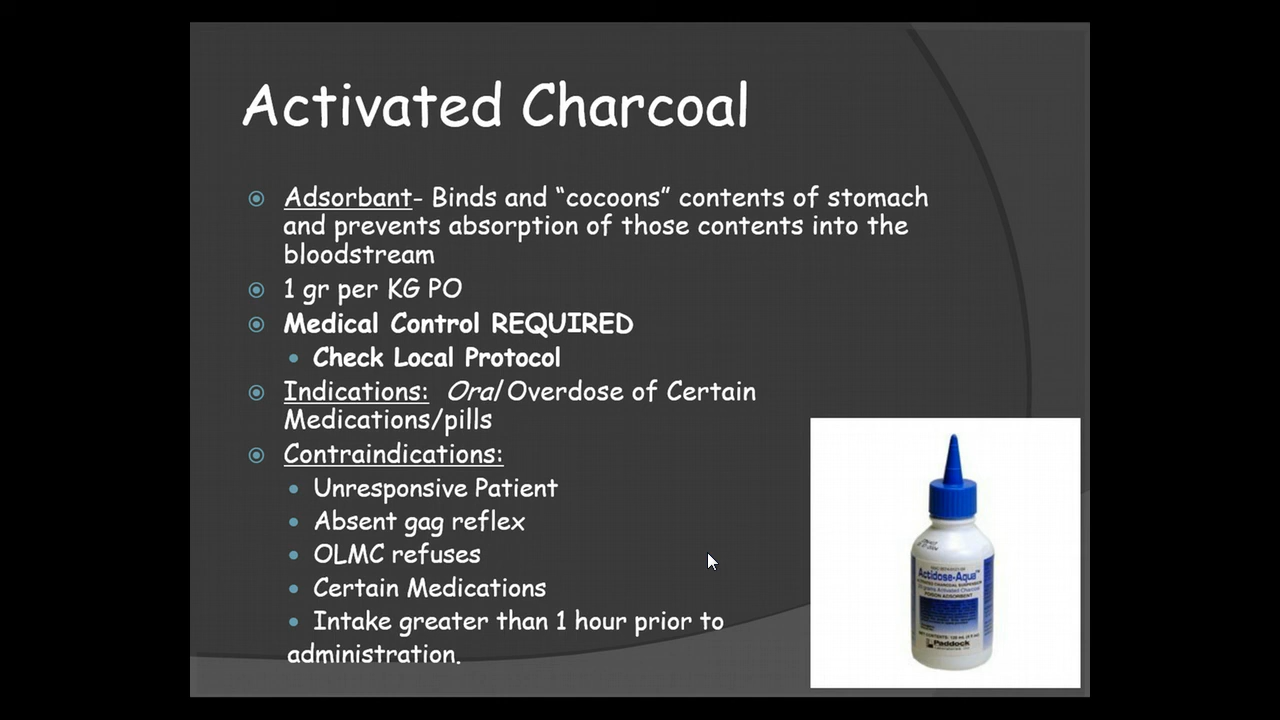 Activated Charcoal
Adsorbant- Binds and “cocoons” contents of stomach
and prevents absorption of those contents into the
bloodstream
1 gr per KG PO
Medical Control REQUIRED
Check Local Protocol
Indications: Oral Overdose of Certain
Medications/pills
Contraindications:
Unresponsive Patient
Absent gag reflex
OLMC refuses
Certain Medications
Intake greater than 1 hour prior to
administration.
Actidose-Aqua™
Paddock